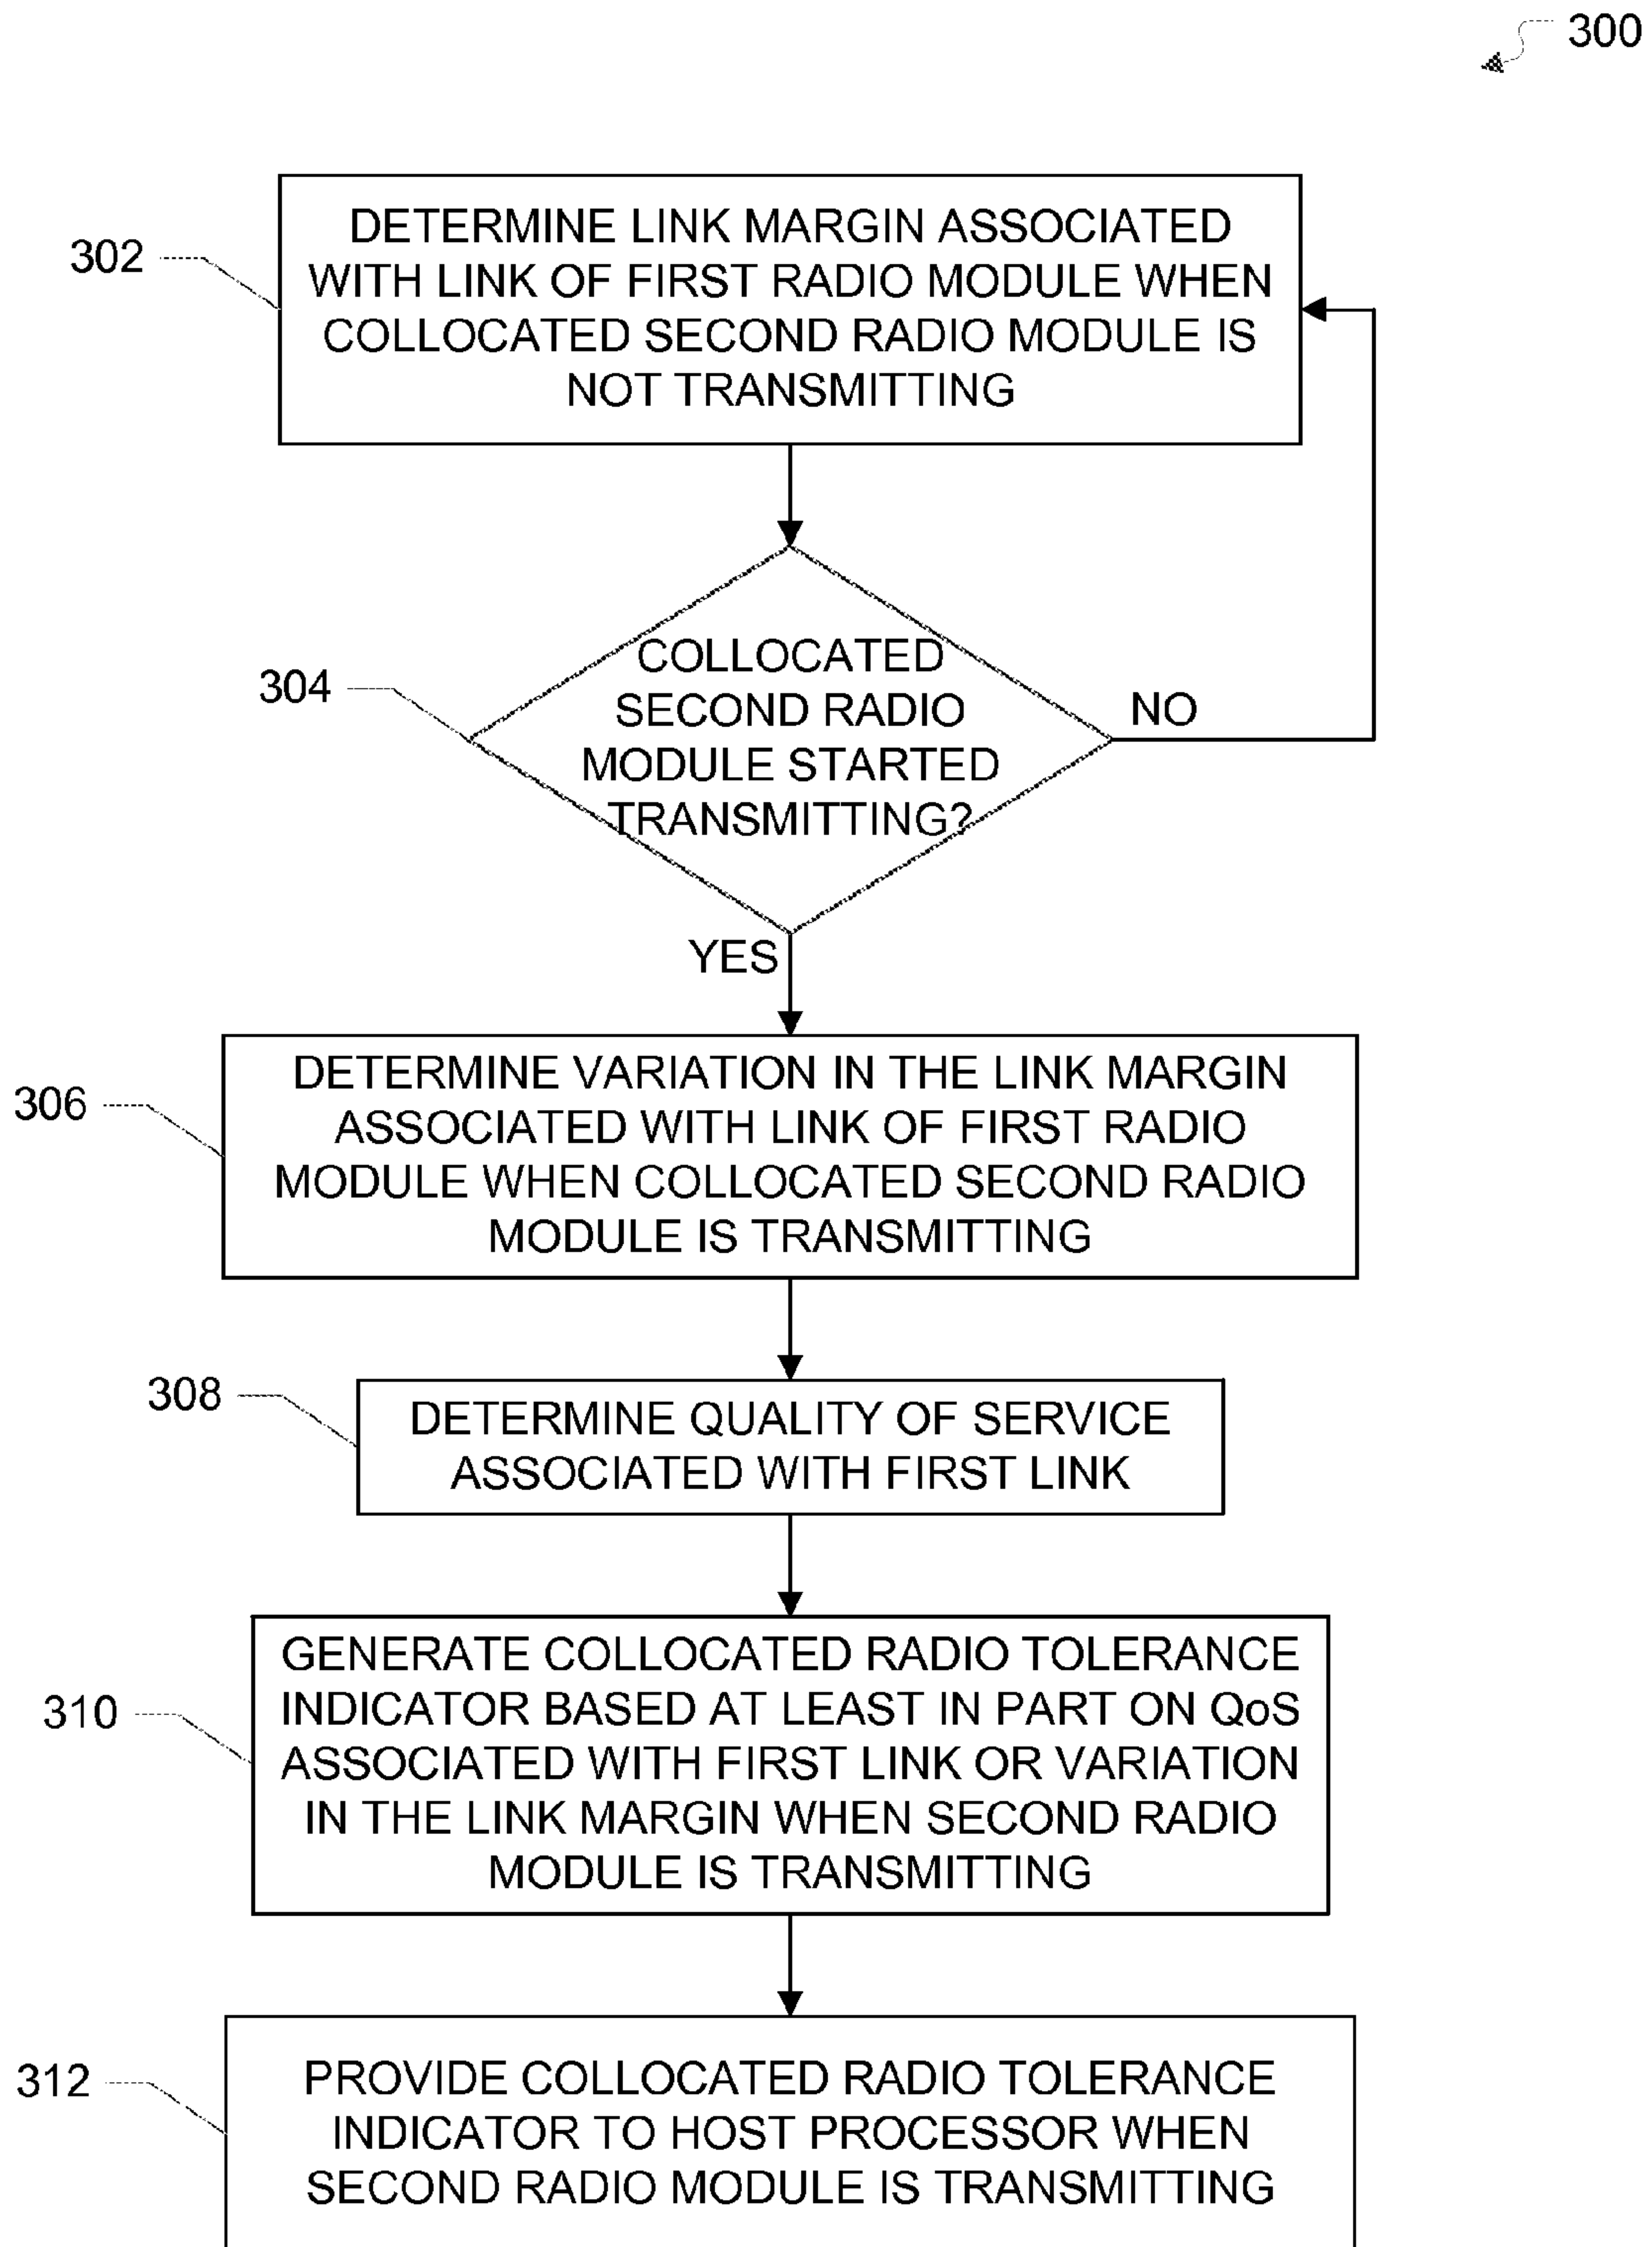 300
302
DETERMINE LINK MARGIN ASSOCIATED
WITH LINK OF FIRST RADIO MODULE WHEN
COLLOCATED SECOND RADIO MODULE IS
NOT TRANSMITTING
304
COLLOCATED
SECOND RADIO
MODULE STARTED
TRANSMITTING?
NO
YES
306
DETERMINE VARIATION IN THE LINK MARGIN
ASSOCIATED WITH LINK OF FIRST RADIO
MODULE WHEN COLLOCATED SECOND RADIO
MODULE IS TRANSMITTING
308
DETERMINE QUALITY OF SERVICE
ASSOCIATED WITH FIRST LINK
310
GENERATE COLLOCATED RADIO TOLERANCE
INDICATOR BASED AT LEAST IN PART ON QoS
ASSOCIATED WITH FIRST LINK OR VARIATION
IN THE LINK MARGIN WHEN SECOND RADIO
MODULE IS TRANSMITTING
312
PROVIDE COLLOCATED RADIO TOLERANCE
INDICATOR TO HOST PROCESSOR WHEN
SECOND RADIO MODULE IS TRANSMITTING